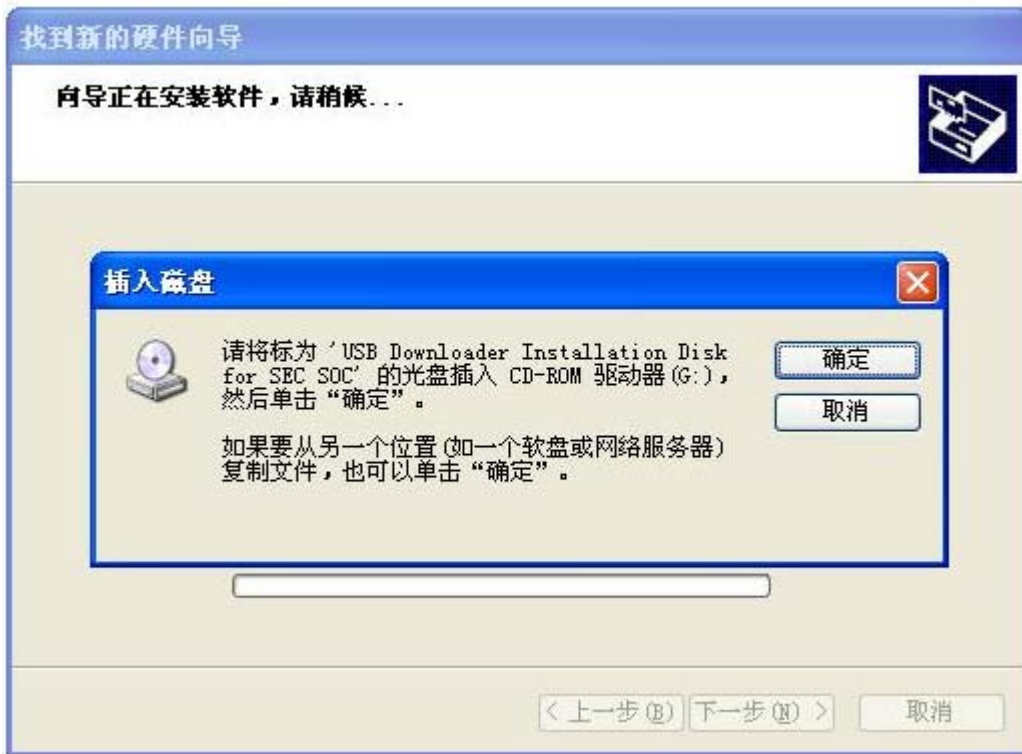 找到新的硬件向导
向导正在安装软件，请稍候...
插入磁盘
请将标为 'USB Downloader Installation Disk
for SEC SOC' 的光盘插入 CD-ROM 驱动器(G:)，
然后单击“确定”。
如果要从另一个位置(如一个软盘或网络服务器)
复制文件，也可以单击“确定”。
确定
取消
< 上一步(B)
下一步(N) >
取消